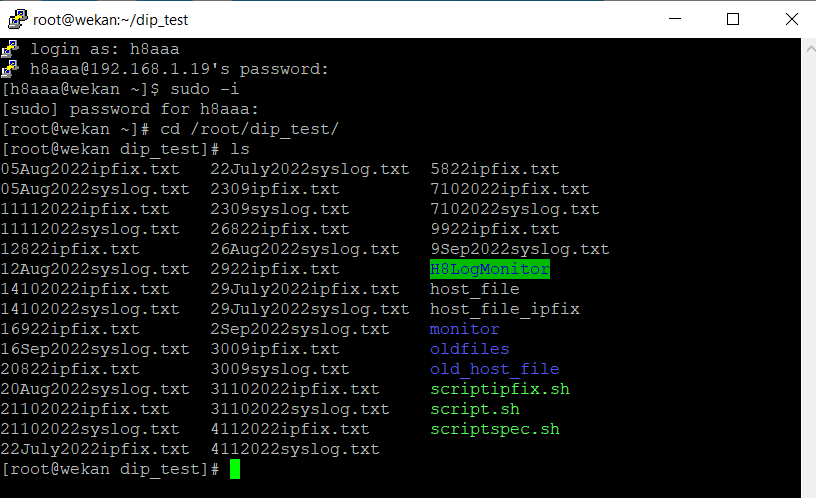 root@wekan:~/dip_test
login as: h8aaa
h8aaa@192.168.1.19's password:
[h8aaa@wekan ~]$ sudo -i
[sudo] password for h8aaa:
[root@wekan ~]# cd /root/dip_test/
[root@wekan dip_test]# ls
05Aug2022ipfix.txt   22July2022syslog.txt  5822ipfix.txt
05Aug2022syslog.txt  2309ipfix.txt         7102022ipfix.txt
11112022ipfix.txt    2309syslog.txt        7102022syslog.txt
11112022syslog.txt   26822ipfix.txt        9922ipfix.txt
12822ipfix.txt       26Aug2022syslog.txt   9Sep2022syslog.txt
12Aug2022syslog.txt  2922ipfix.txt         H8LogMonitor
14102022ipfix.txt    29July2022ipfix.txt   host_file
14102022syslog.txt   29July2022syslog.txt  host_file_ipfix
16922ipfix.txt       2Sep2022syslog.txt    monitor
16Sep2022syslog.txt  3009ipfix.txt         oldfiles
20822ipfix.txt       3009syslog.txt        old_host_file
20Aug2022syslog.txt  31102022ipfix.txt     scriptipfix.sh
21102022ipfix.txt    31102022syslog.txt    script.sh
21102022syslog.txt   4112022ipfix.txt      scriptspec.sh
22July2022ipfix.txt  4112022syslog.txt
[root@wekan dip_test]#